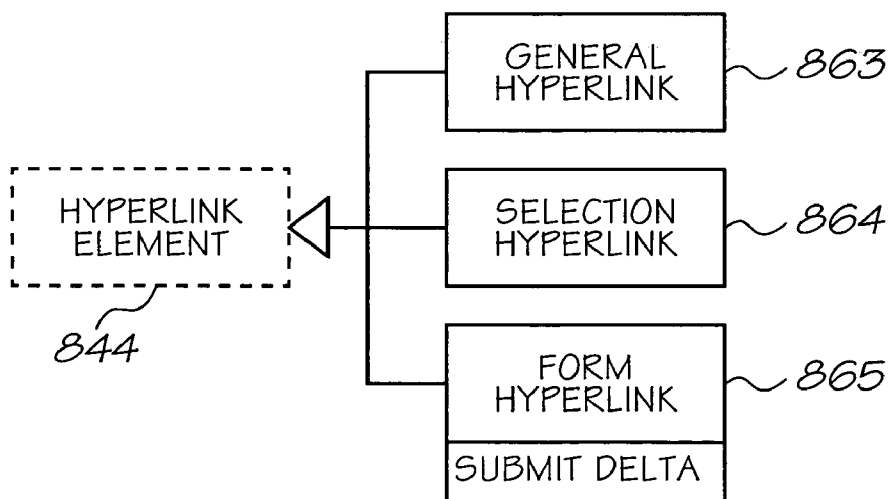 GENERAL
HYPERLINK
863
HYPERLINK
ELEMENT
844
SELECTION
HYPERLINK
864
FORM
HYPERLINK
865
SUBMIT DELTA